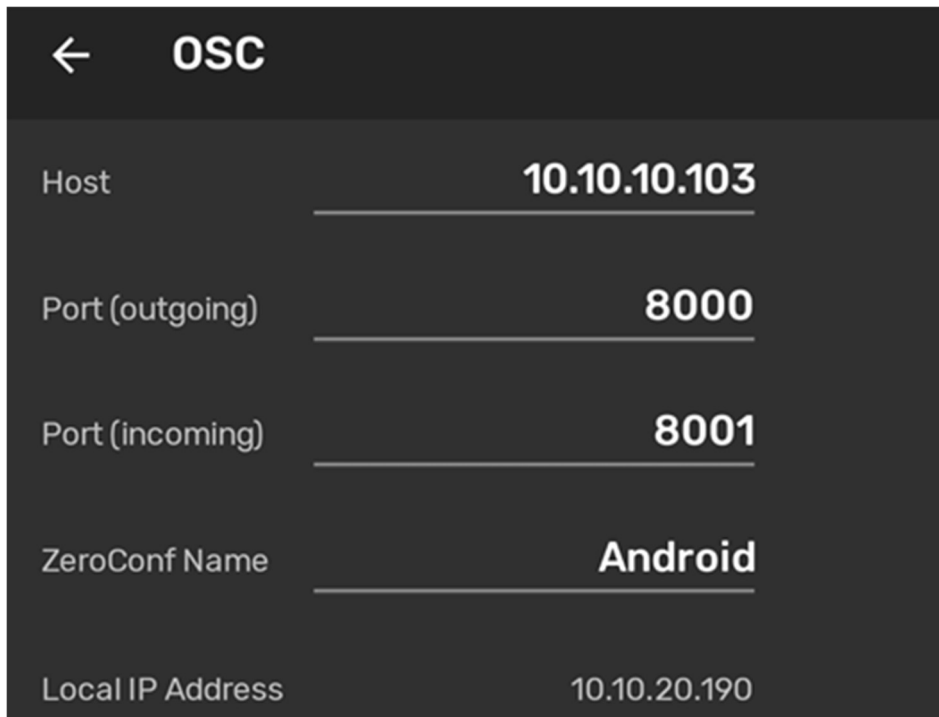 OSC
Host 10.10.10.103
Port (outgoing) 8000
Port (incoming) 8001
ZeroConf Name Android
Local IP Address 10.10.20.190